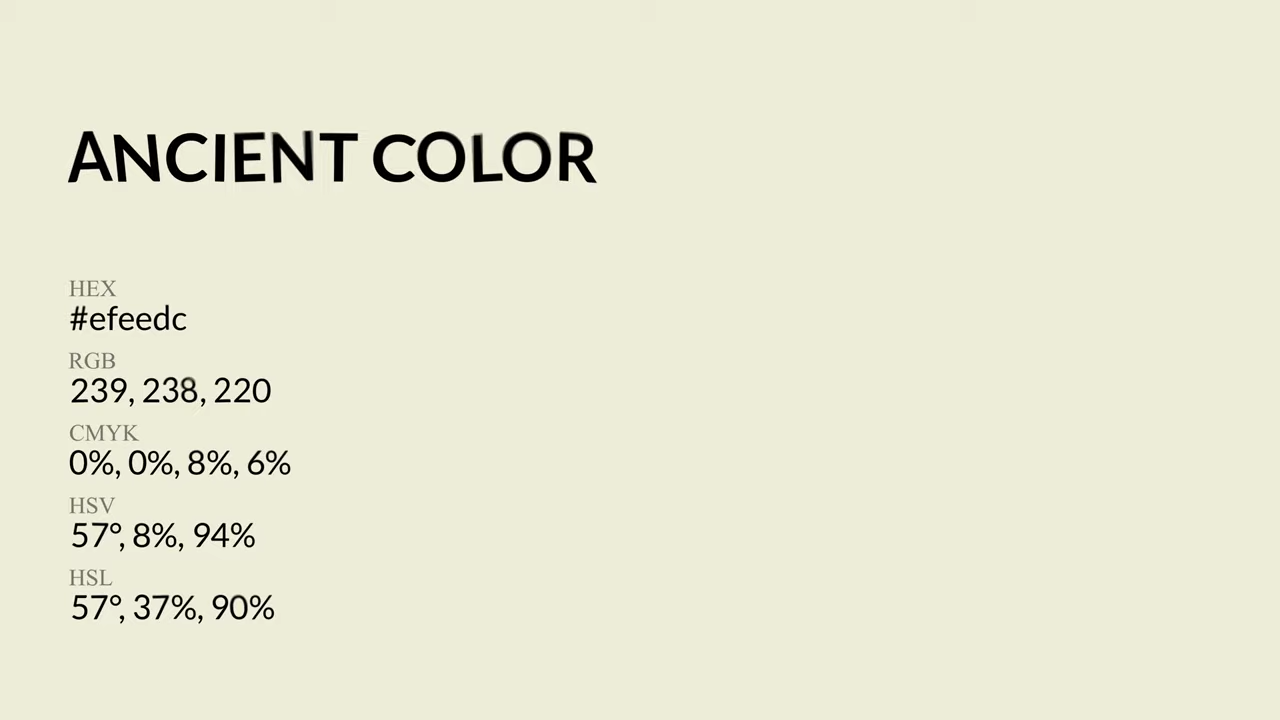 ANCIENT COLOR
HEX
#efeedc
RGB
239, 238, 220
CMYK
0%, 0%, 8%, 6%
HSV
57°, 8%, 94%
HSL
57°, 37%, 90%